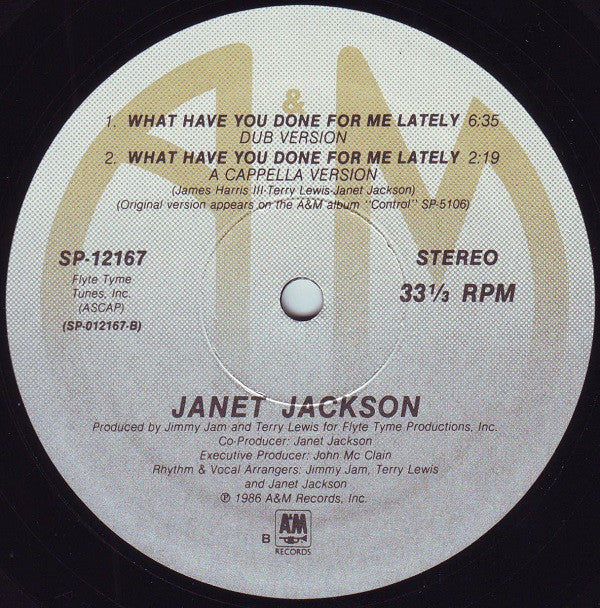 A&M
1. WHAT HAVE YOU DONE FOR ME LATELY 6:35
DUB VERSION
2. WHAT HAVE YOU DONE FOR ME LATELY 2:19
A CAPPELLA VERSION
(James Harris III-Terry Lewis-Janet Jackson)
(Original version appears on the A&M album "Control" SP-5106)
SP-12167
Flyte Tyme
Tunes, Inc.
(ASCAP)
(SP-012167-B)
STEREO
33 1/3 RPM
JANET JACKSON
Produced by Jimmy Jam and Terry Lewis for Flyte Tyme Productions, Inc.
Co-Producer: Janet Jackson
Executive Producer: John Mc Clain
Rhythm & Vocal Arrangers: Jimmy Jam, Terry Lewis
and Janet Jackson
℗ 1986 A&M Records, Inc.
B
A&M
RECORDS